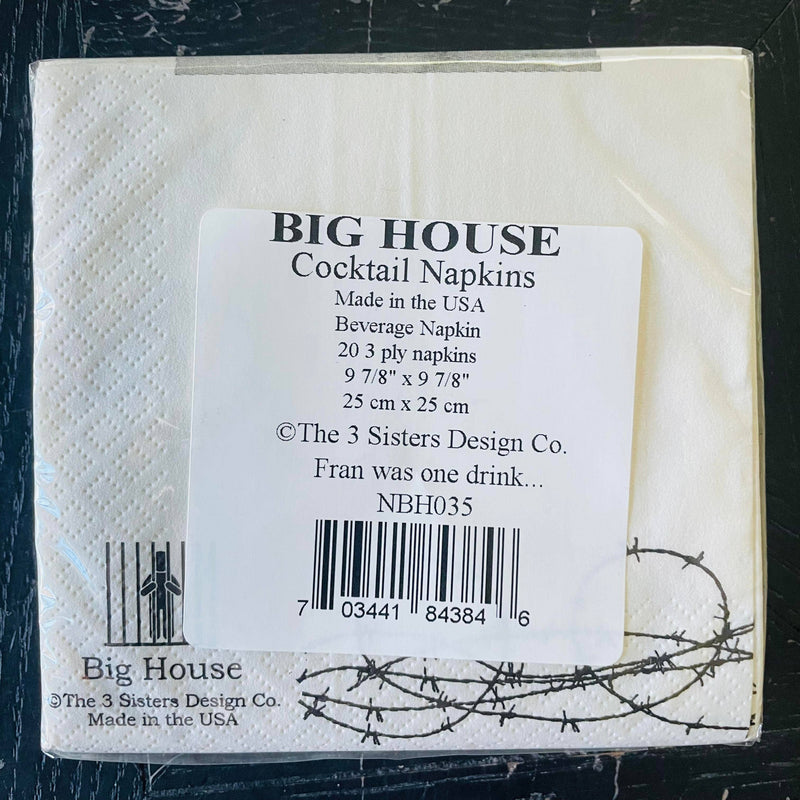 BIG HOUSE
Cocktail Napkins
Made in the USA
Beverage Napkin
20 3 ply napkins
9 7/8" x 9 7/8"
25 cm x 25 cm
©The 3 Sisters Design Co.
Fran was one drink...
NBH035
7 03441 84384 6
Big House
©The 3 Sisters Design Co.
Made in the USA